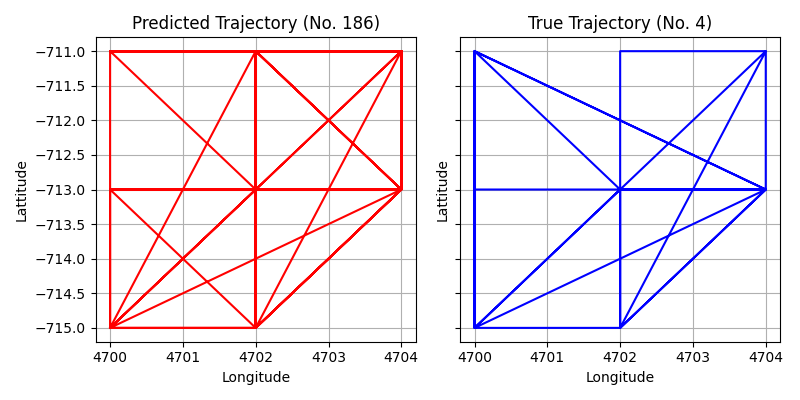 Predicted Trajectory (No. 186)
True Trajectory (No. 4)
−711.0
−711.5
−712.0
−712.5
−713.0
−713.5
−714.0
−714.5
−715.0
Lattitude
Lattitude
4700 4701 4702 4703 4704
4700 4701 4702 4703 4704
Longitude
Longitude